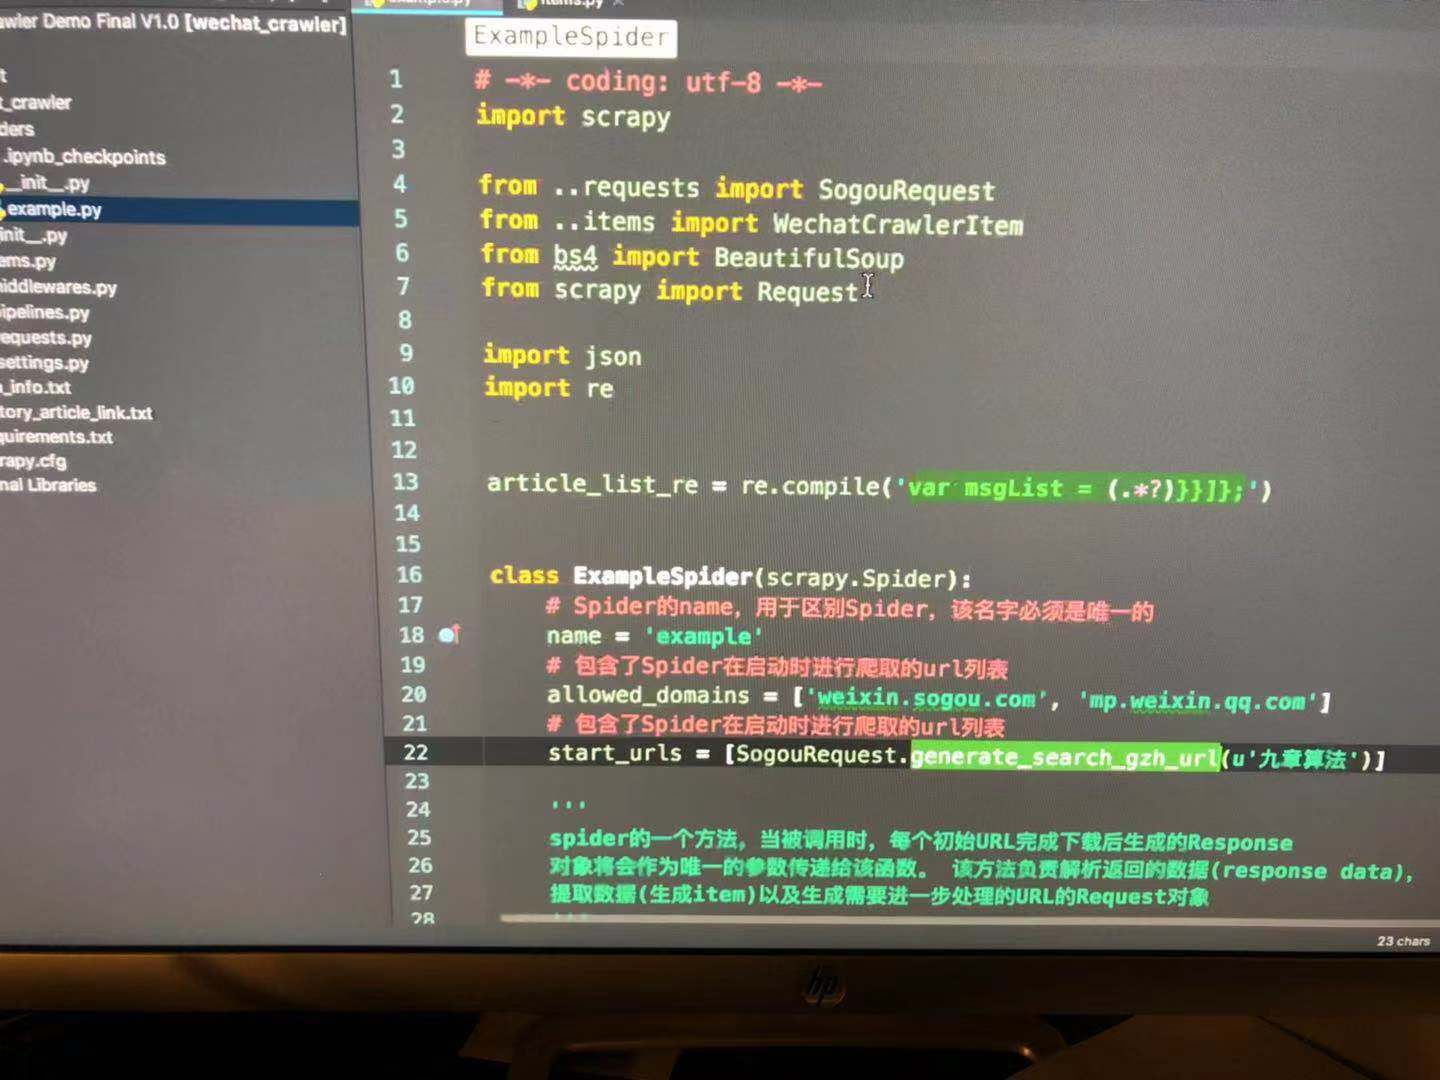 awler Demo Final V1.0 [wechat_crawler]
t
t_crawler
ders
.ipynb_checkpoints
__init__.py
example.py
init__.py
ems.py
iddlewares.py
ipelines.py
equests.py
settings.py
_info.txt
tory_article_link.txt
quirements.txt
rapy.cfg
nal Libraries
example.py
items.py
ExampleSpider
1 # -*- coding: utf-8 -*-
2 import scrapy
3
4 from ..requests import SogouRequest
5 from ..items import WechatCrawlerItem
6 from bs4 import BeautifulSoup
7 from scrapy import Request
8
9 import json
10 import re
11
12
13 article_list_re = re.compile('var msgList = (.*?)}}]};')
14
15
16 class ExampleSpider(scrapy.Spider):
17 # Spider的name，用于区别Spider，该名字必须是唯一的
18 name = 'example'
19 # 包含了Spider在启动时进行爬取的url列表
20 allowed_domains = ['weixin.sogou.com', 'mp.weixin.qq.com']
21 # 包含了Spider在启动时进行爬取的url列表
22 start_urls = [SogouRequest.generate_search_gzh_url(u'九章算法')]
23
24 '''
25 spider的一个方法，当被调用时，每个初始URL完成下载后生成的Response
26 对象将会作为唯一的参数传递给该函数。 该方法负责解析返回的数据(response data)，
27 提取数据(生成item)以及生成需要进一步处理的URL的Request对象
28 '''
23 chars
hp